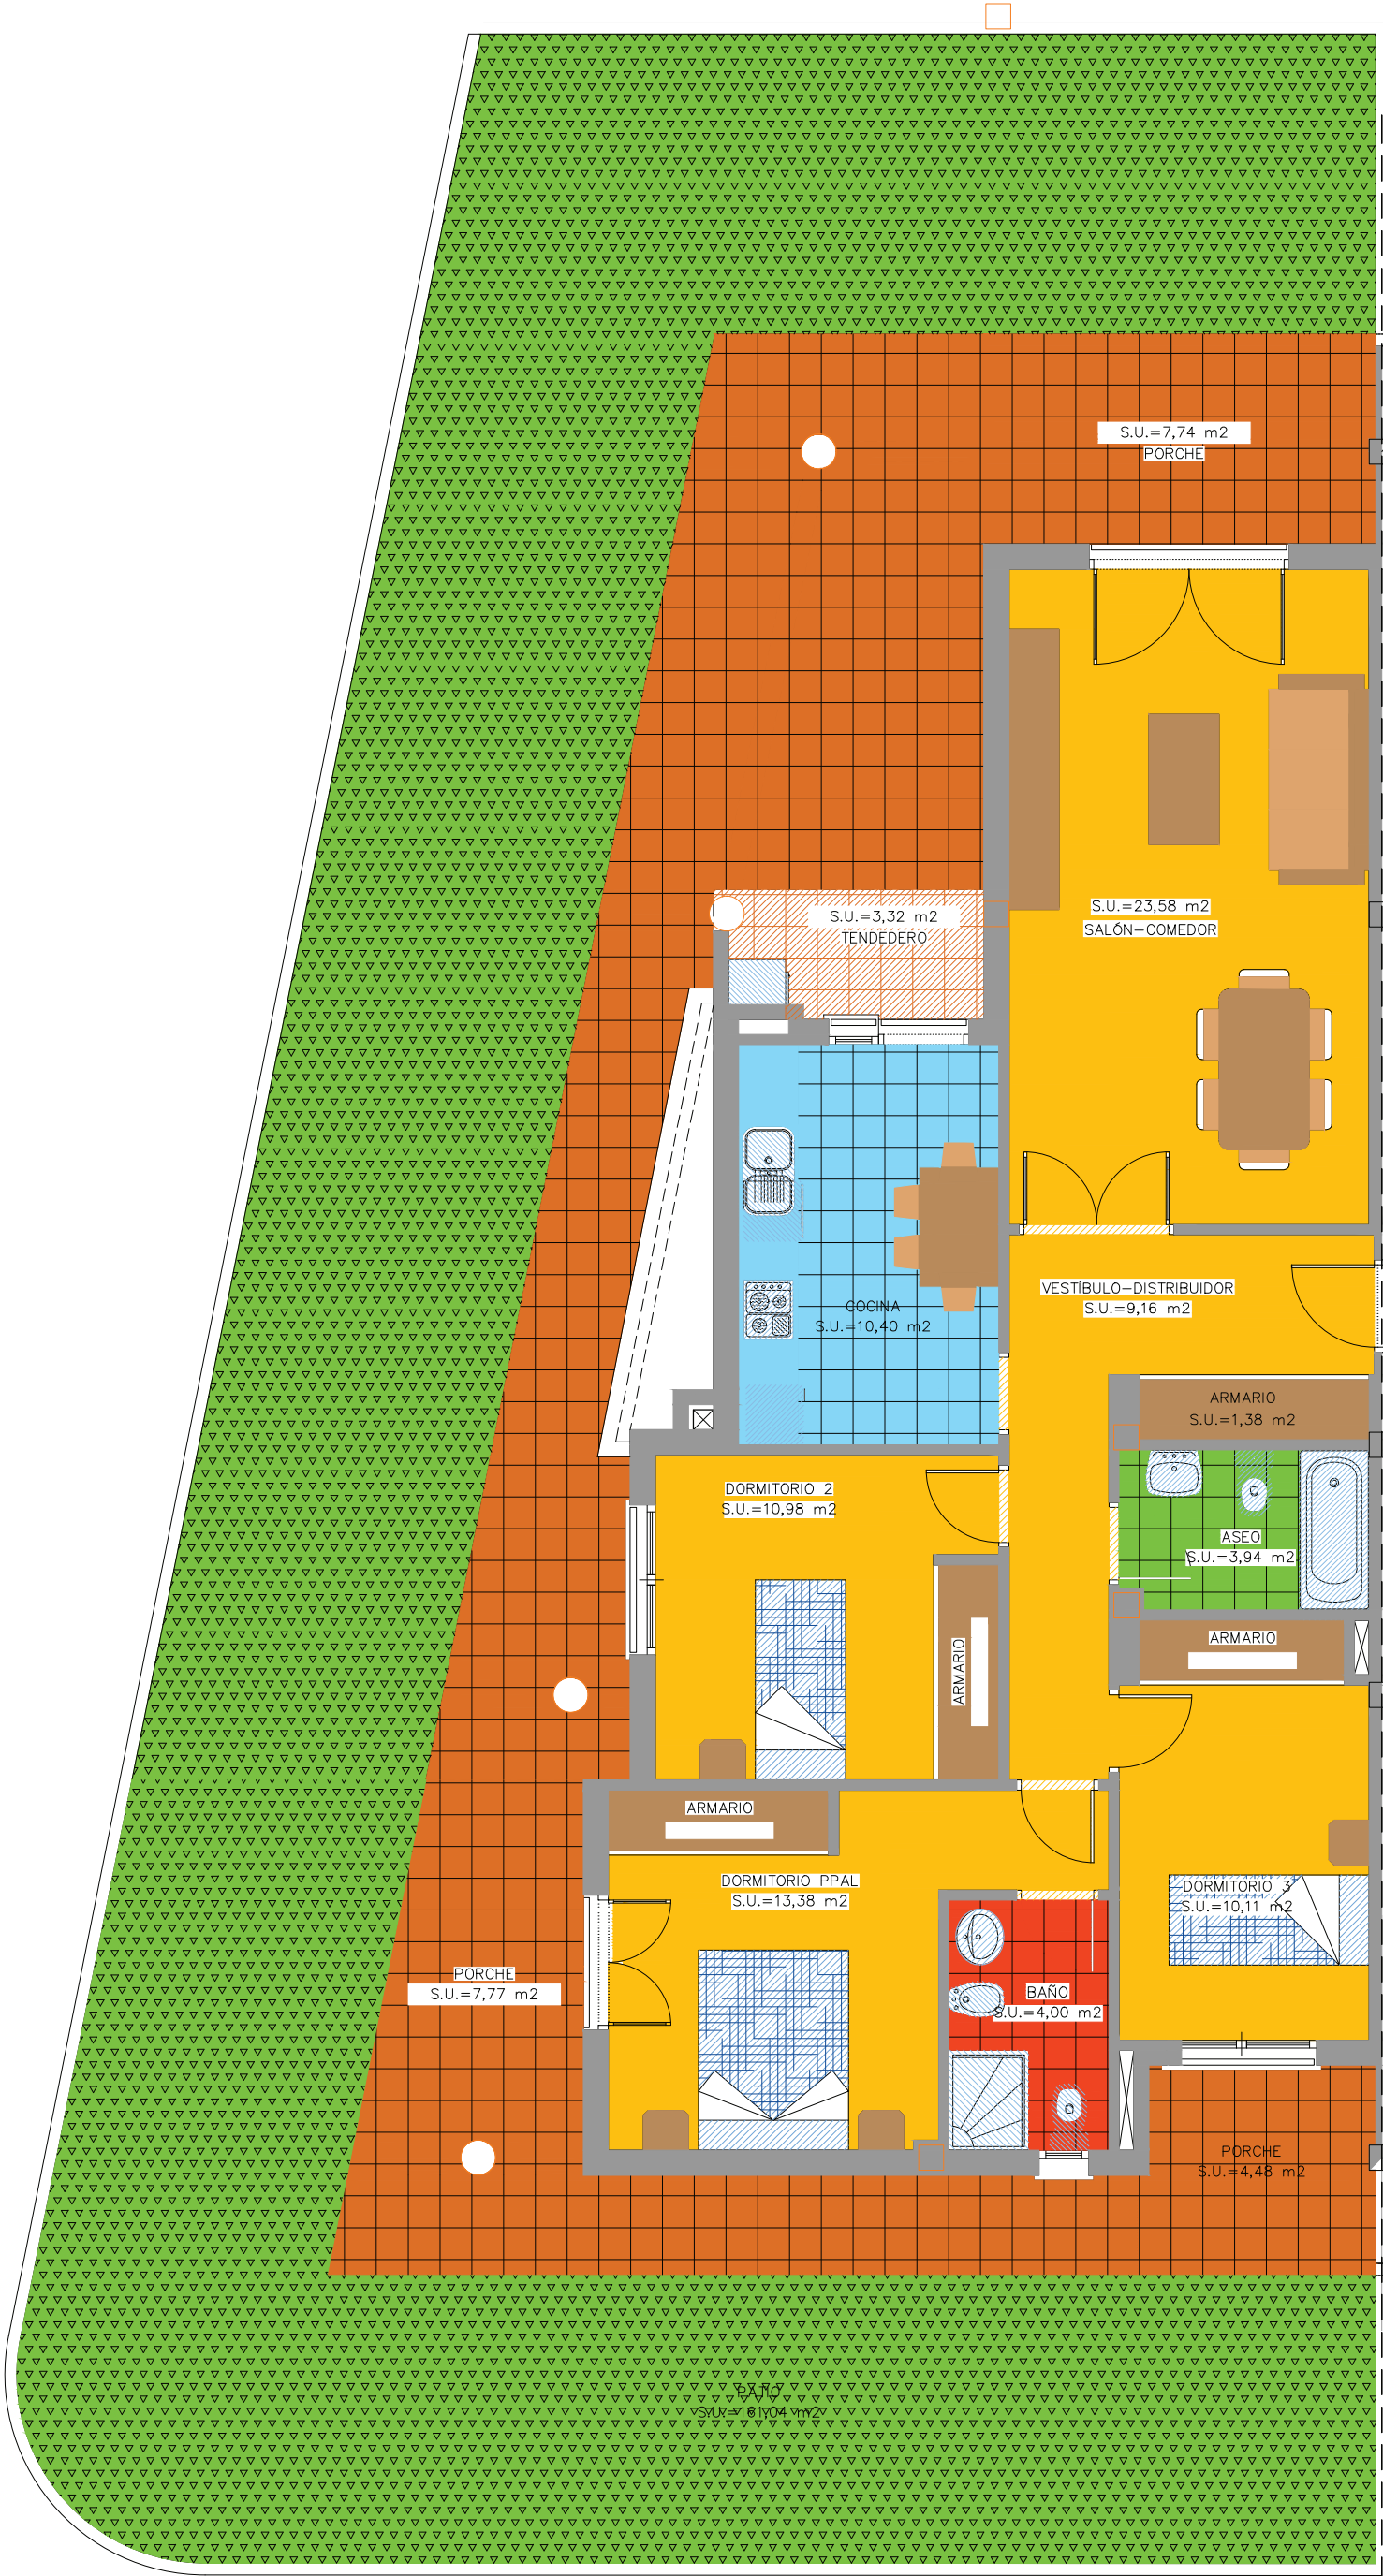 S.U.=7,74 m2
PORCHE
S.U.=23,58 m2
SALÓN-COMEDOR
S.U.=3,32 m2
TENDEDERO
VESTÍBULO-DISTRIBUIDOR
S.U.=9,16 m2
COCINA
S.U.=10,40 m2
ARMARIO
S.U.=1,38 m2
DORMITORIO 2
S.U.=10,98 m2
ASEO
S.U.=3,94 m2
ARMARIO
ARMARIO
ARMARIO
DORMITORIO PPAL
S.U.=13,38 m2
DORMITORIO 3
S.U.=10,11 m2
PORCHE
S.U.=7,77 m2
BAÑO
S.U.=4,00 m2
PORCHE
S.U.=4,48 m2
PATIO
S.U.=161,04 m2